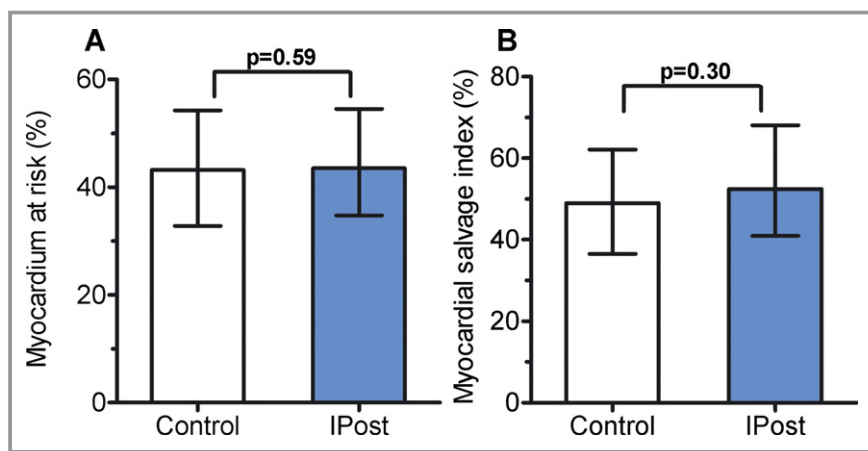 A
p=0.59
Myocardium at risk (%)
60
40
20
0
Control
IPost
B
p=0.30
Myocardial salvage index (%)
80
60
40
20
0
Control
IPost